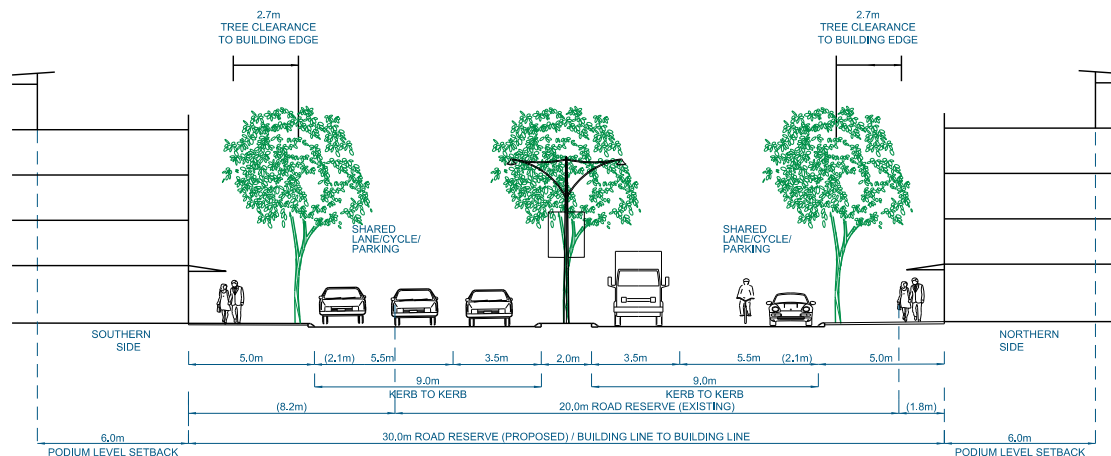 2.7m
TREE CLEARANCE
TO BUILDING EDGE
2.7m
TREE CLEARANCE
TO BUILDING EDGE
SHARED
LANE/CYCLE/
PARKING
SHARED
LANE/CYCLE/
PARKING
SOUTHERN
SIDE
NORTHERN
SIDE
5.0m
(2.1m)
5.5m
3.5m
2,0m
3.5m
5.5m
(2.1m)
5.0m
9.0m
KERB TO KERB
9,0m
KERB TO KERB
(8.2m)
20,0m ROAD RESERVE (EXISTING)
(1.8m)
6.0m
PODIUM LEVEL SETBACK
30,0m ROAD RESERVE (PROPOSED) / BUILDING LINE TO BUILDING LINE
6.0m
PODIUM LEVEL SETBACK